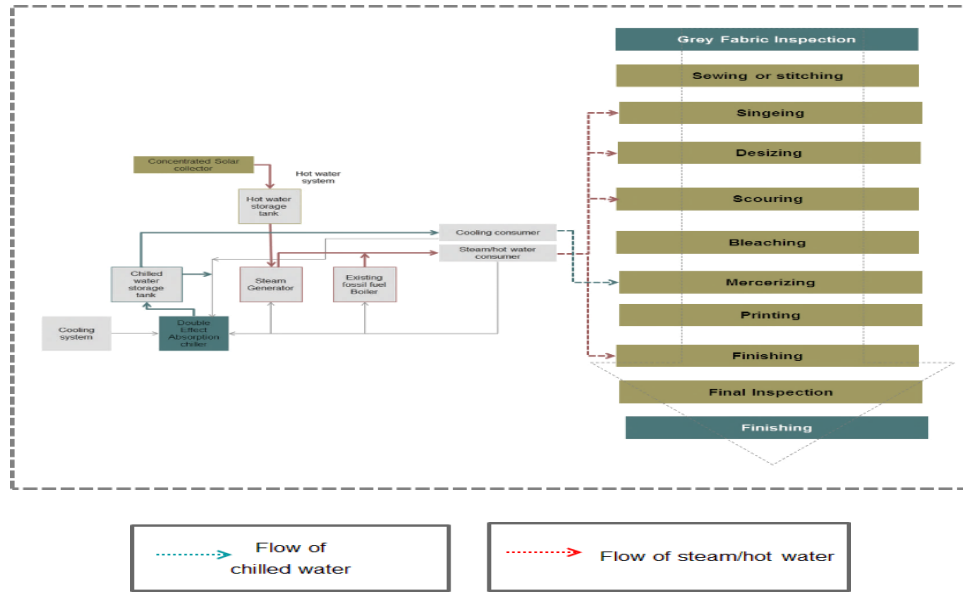 Grey Fabric Inspection
Sewing or stitching
Singeing
Desizing
Scouring
Bleaching
Mercerizing
Printing
Finishing
Final Inspection
Finishing
Concentrated Solar
collector
Hot water
system
Hot water
storage
tank
Cooling consumer
Steam/hot water
consumer
Chilled
water
storage
tank
Steam
Generator
Existing
fossil fuel
Boiler
Cooling
system
Double
Effect
Absorption
chiller
Flow of
chilled water
Flow of steam/hot water